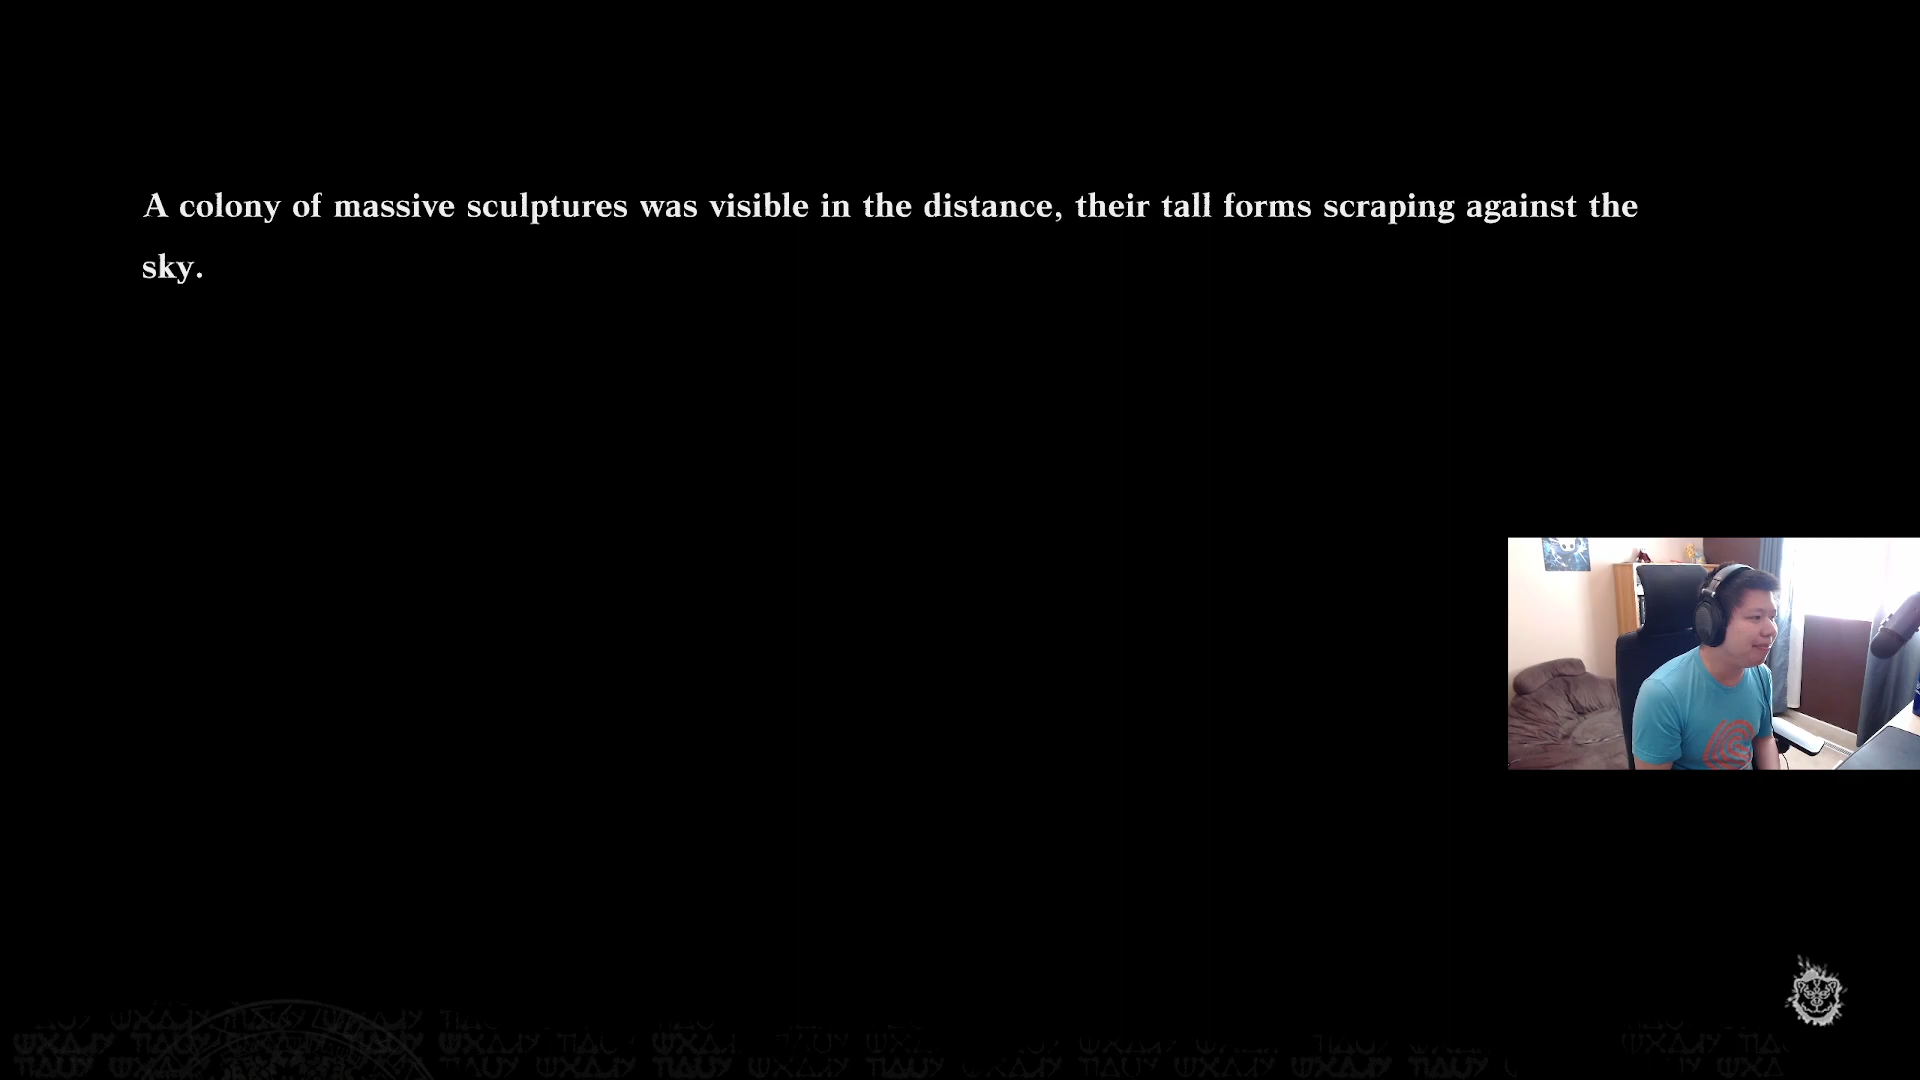 A colony of massive sculptures was visible in the distance, their tall forms scraping against the
sky.